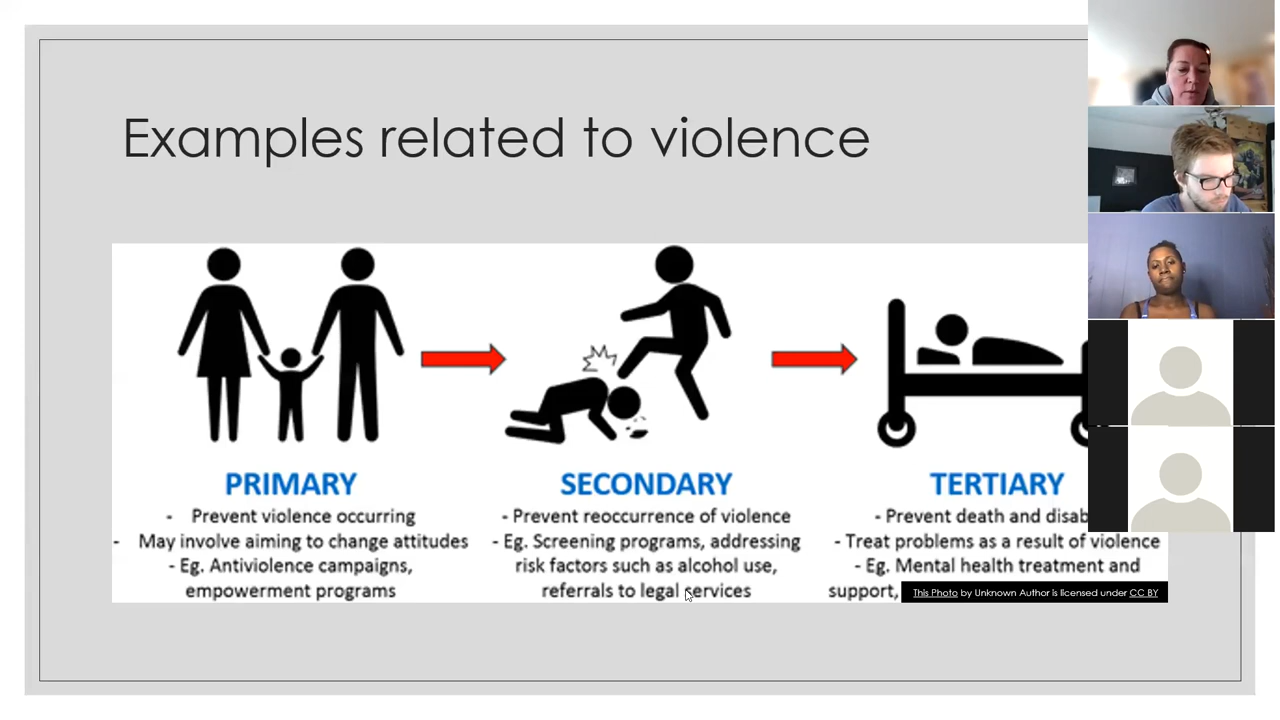 Examples related to violence
PRIMARY
- Prevent violence occurring
- May involve aiming to change attitudes
- Eg. Antiviolence campaigns,
empowerment programs
SECONDARY
- Prevent reoccurrence of violence
- Eg. Screening programs, addressing
risk factors such as alcohol use,
referrals to legal services
TERTIARY
- Prevent death and disab
- Treat problems as a result of violence
- Eg. Mental health treatment and
support,
This Photo by Unknown Author is licensed under CC BY